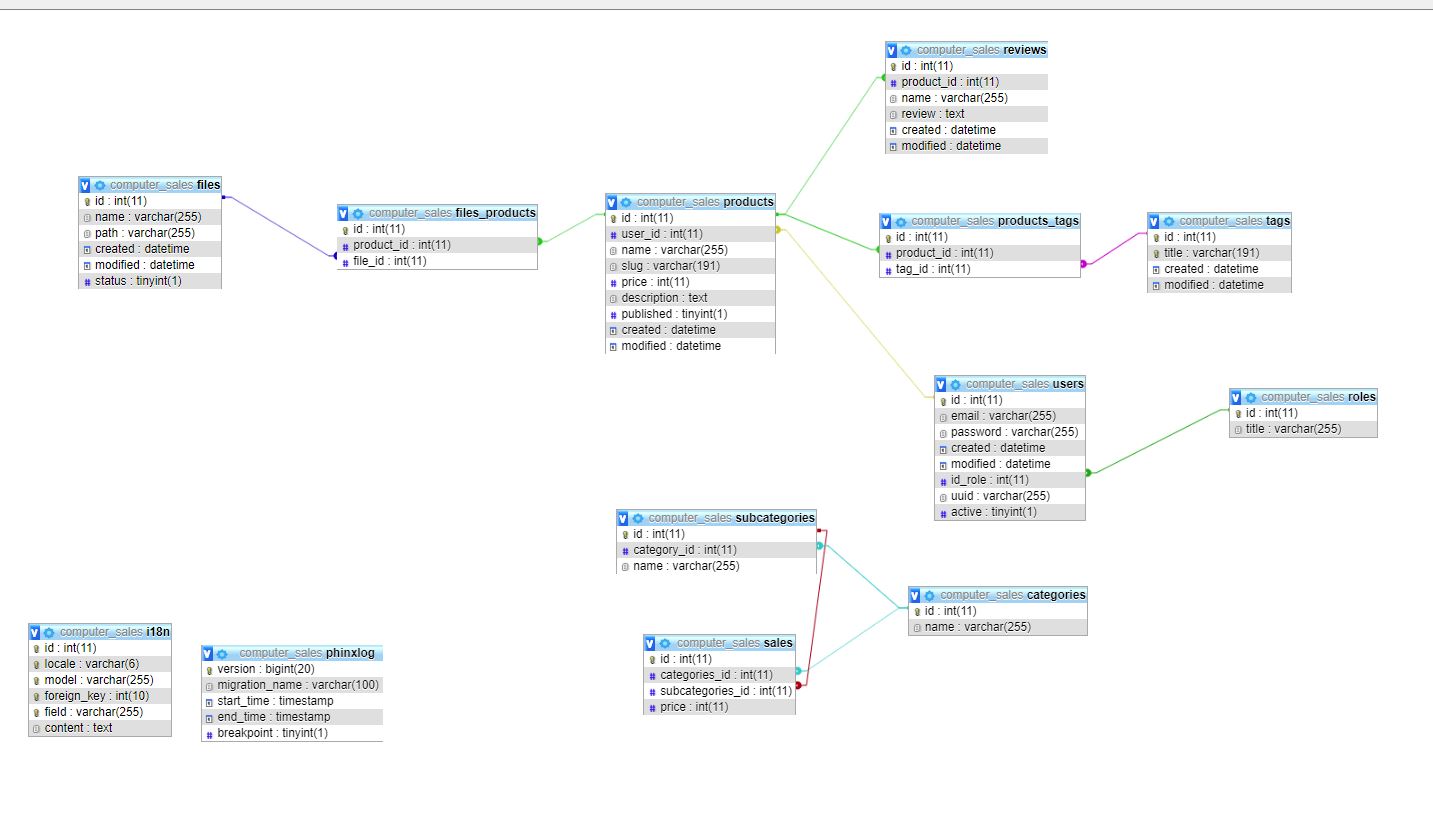 computer_sales reviews
id : int(11)
product_id : int(11)
name : varchar(255)
review : text
created : datetime
modified : datetime
computer_sales files
id : int(11)
name : varchar(255)
path : varchar(255)
created : datetime
modified : datetime
status : tinyint(1)
computer_sales files_products
id : int(11)
product_id : int(11)
file_id : int(11)
computer_sales products
id : int(11)
user_id : int(11)
name : varchar(255)
slug : varchar(191)
price : int(11)
description : text
published : tinyint(1)
created : datetime
modified : datetime
computer_sales products_tags
id : int(11)
product_id : int(11)
tag_id : int(11)
computer_sales tags
id : int(11)
title : varchar(191)
created : datetime
modified : datetime
computer_sales users
id : int(11)
email : varchar(255)
password : varchar(255)
created : datetime
modified : datetime
id_role : int(11)
uuid : varchar(255)
active : tinyint(1)
computer_sales roles
id : int(11)
title : varchar(255)
computer_sales subcategories
id : int(11)
category_id : int(11)
name : varchar(255)
computer_sales categories
id : int(11)
name : varchar(255)
computer_sales sales
id : int(11)
categories_id : int(11)
subcategories_id : int(11)
price : int(11)
computer_sales i18n
id : int(11)
locale : varchar(6)
model : varchar(255)
foreign_key : int(10)
field : varchar(255)
content : text
computer_sales phinxlog
version : bigint(20)
migration_name : varchar(100)
start_time : timestamp
end_time : timestamp
breakpoint : tinyint(1)